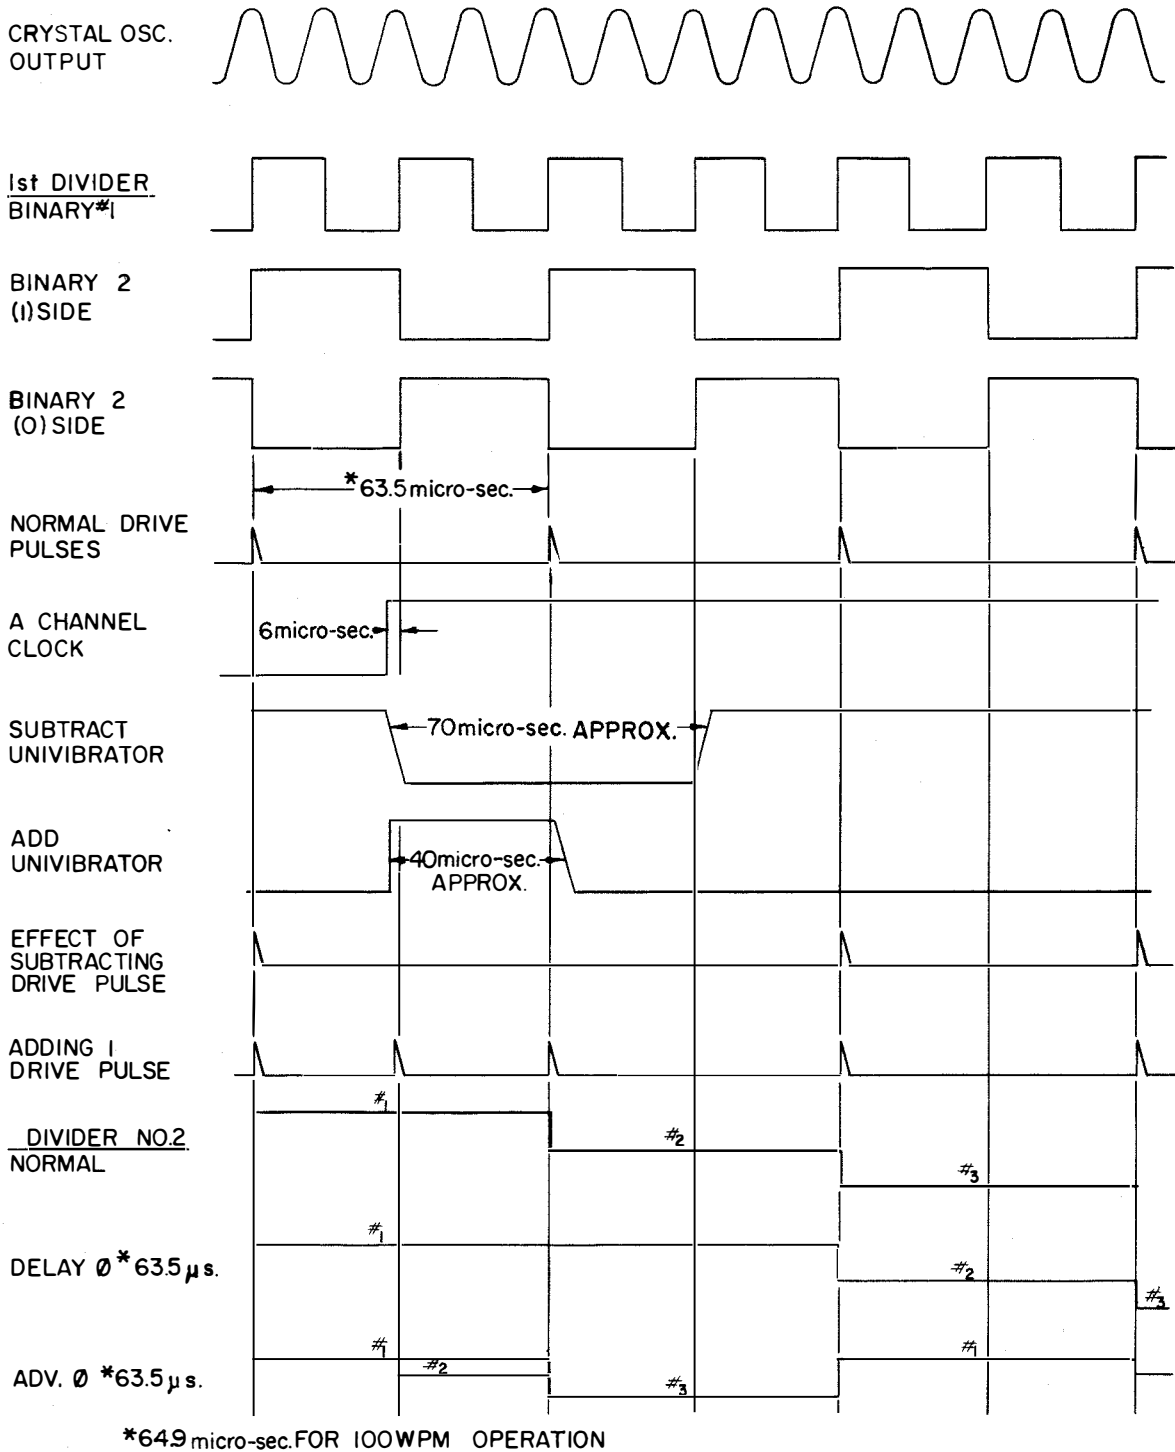 CRYSTAL OSC.
OUTPUT
1st DIVIDER
BINARY #1
BINARY 2
(1) SIDE
BINARY 2
(0) SIDE
*63.5 micro-sec.
NORMAL DRIVE
PULSES
A CHANNEL
CLOCK
6 micro-sec.
SUBTRACT
UNIVIBRATOR
70 micro-sec. APPROX.
ADD
UNIVIBRATOR
40 micro-sec.
APPROX.
EFFECT OF
SUBTRACTING
DRIVE PULSE
ADDING 1
DRIVE PULSE
#1
DIVIDER NO.2
NORMAL
#2
#3
#1
DELAY Ø *63.5 µs.
#2
#3
#1
#2
#3
#1
ADV. Ø *63.5 µs.
*64.9 micro-sec. FOR 100 WPM OPERATION